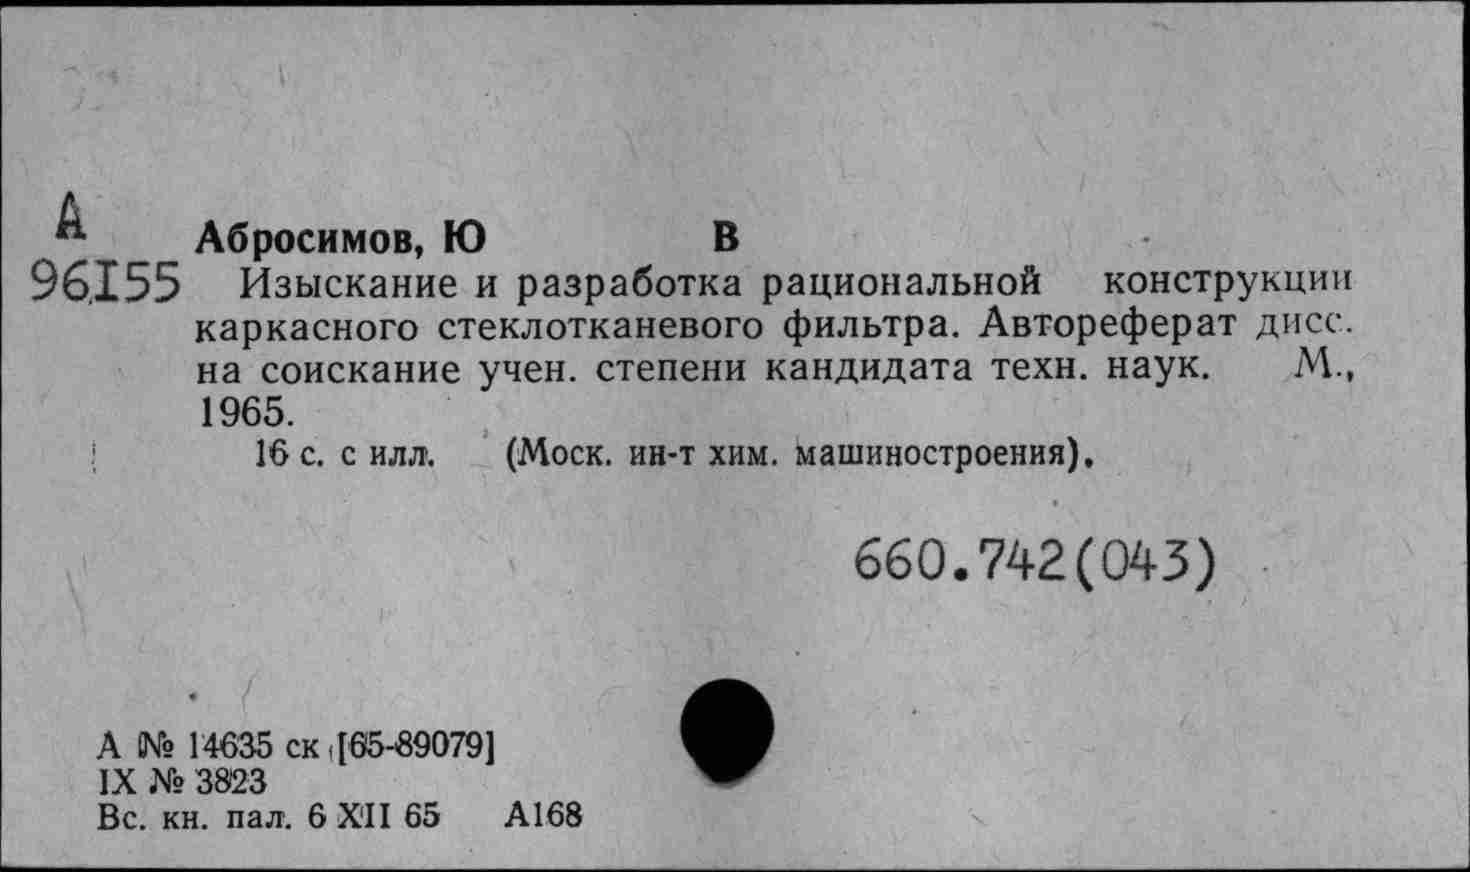 А
96155
Абросимов, Ю В
Изыскание и разработка рациональной конструкции
каркасного стеклотканевого фильтра. Автореферат дисс.
на соискание учен. степени кандидата техн. наук. М.,
1965.
16 с. с илл. (Моск. ин-т хим. машиностроения).
660.742(043)
А № 14635 ск [65-89079]
IX № 3823
Вс. кн. пал. 6 XII 65 А168